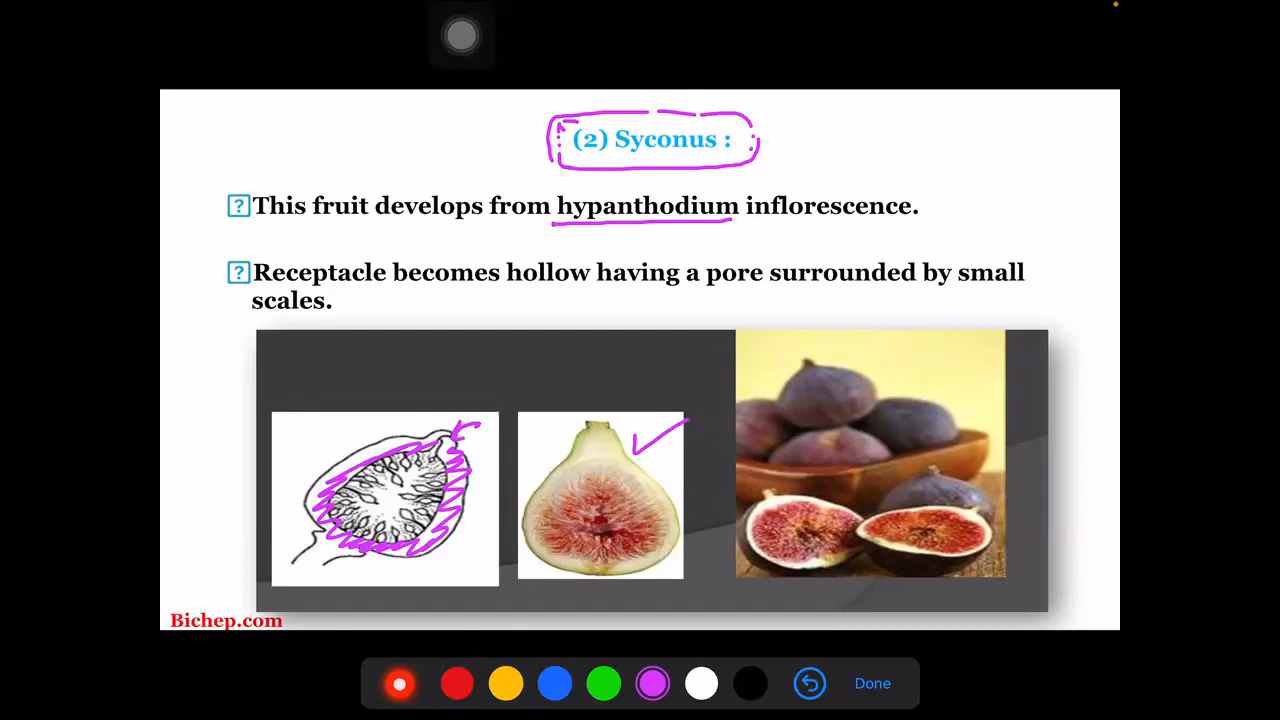 (2) Syconus :
This fruit develops from hypanthodium inflorescence.
Receptacle becomes hollow having a pore surrounded by small
scales.
Bichep.com
Done